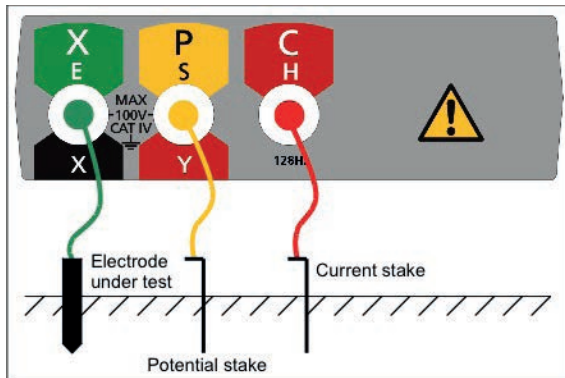 X
E
P
S
C
H
MAX
100V
CAT IV
X
Y
128H
Electrode
under test
Current stake
Potential stake